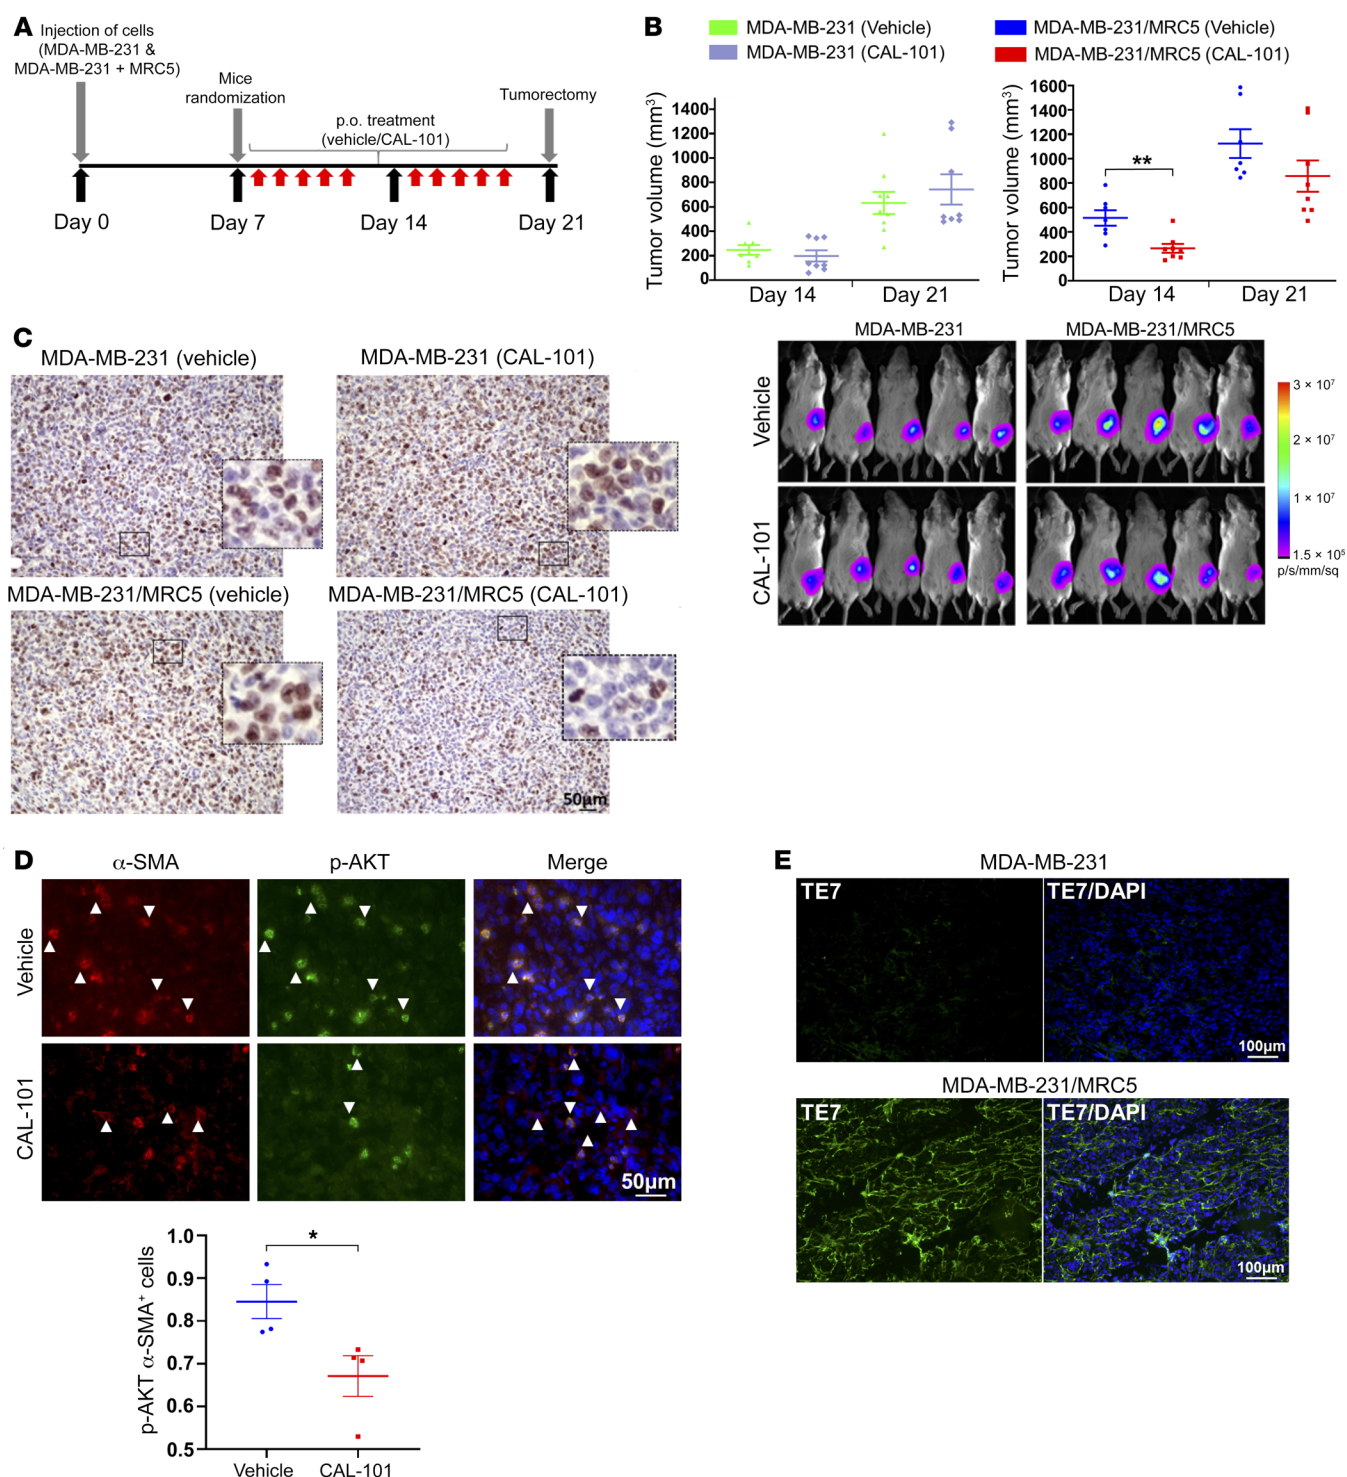 A
Injection of cells
(MDA-MB-231 &
MDA-MB-231 + MRC5)
Mice
randomization
p.o. treatment
(vehicle/CAL-101)
Tumorectomy
Day 0
Day 7
Day 14
Day 21
B
MDA-MB-231 (Vehicle)
MDA-MB-231 (CAL-101)
MDA-MB-231/MRC5 (Vehicle)
MDA-MB-231/MRC5 (CAL-101)
Tumor volume (mm³)
1400
1200
1000
800
600
400
200
0
Day 14
Day 21
Tumor volume (mm³)
1600
1400
1200
1000
800
600
400
200
0
**
Day 14
Day 21
MDA-MB-231
MDA-MB-231/MRC5
Vehicle
CAL-101
3 × 10⁷
2 × 10⁷
1 × 10⁷
1.5 × 10⁶
p/s/mm/sq
C
MDA-MB-231 (vehicle)
MDA-MB-231 (CAL-101)
MDA-MB-231/MRC5 (vehicle)
MDA-MB-231/MRC5 (CAL-101)
50µm
D
α-SMA
p-AKT
Merge
Vehicle
CAL-101
50µm
p-AKT α-SMA⁺ cells
1.0
0.9
0.8
0.7
0.6
0.5
*
Vehicle
CAL-101
E
MDA-MB-231
TE7
TE7/DAPI
100µm
MDA-MB-231/MRC5
TE7
TE7/DAPI
100µm